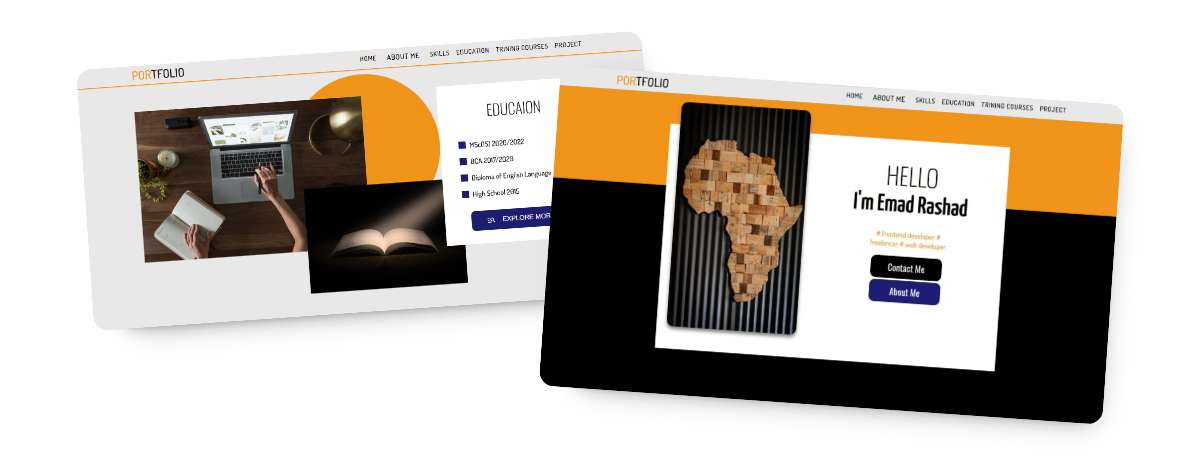 PORTFOLIO
HOME ABOUT ME SKILLS EDUCATION TRINING COURSES PROJECT
EDUCAION
MSc(IS) 2020/2022
BCA 2017/2020
Diploma of English Language
High School 2015
EXPLORE MOR
PORTFOLIO
HOME ABOUT ME SKILLS EDUCATION TRINING COURSES PROJECT
HELLO
I'm Emad Rashad
# frontend developer #
freelancer # web developer
Contact Me
About Me